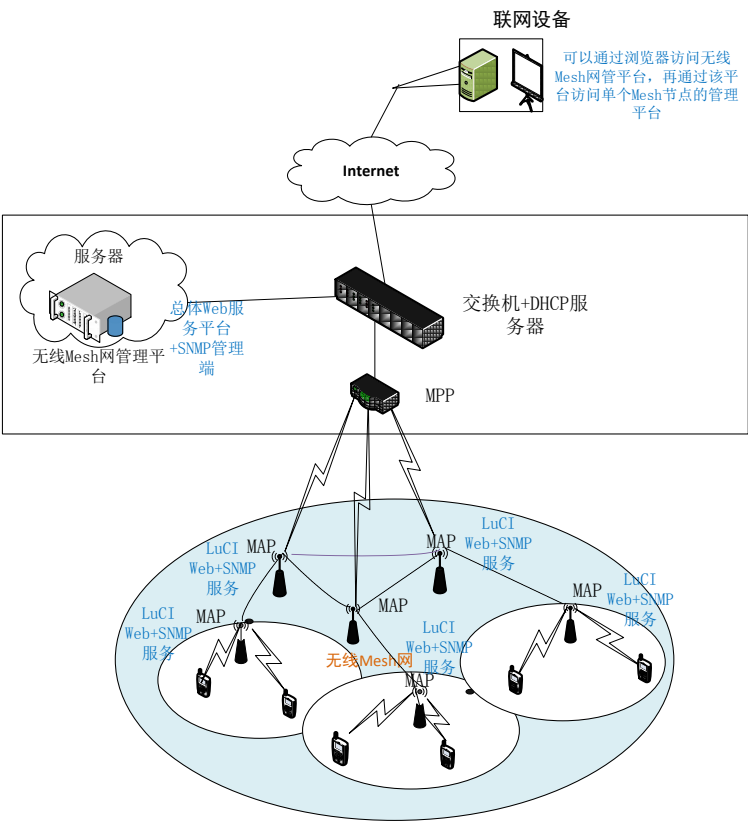 联网设备
可以通过浏览器访问无线
Mesh网管平台，再通过该平
台访问单个Mesh节点的管理
平台
Internet
服务器
总体Web服
务平台
+SNMP管理
端
无线Mesh网管理平
台
交换机+DHCP服
务器
MPP
LuCI
Web+SNMP
服务
MAP
MAP
LuCI
Web+SNMP
服务
LuCI
Web+SNMP
服务
MAP
MAP
LuCI
Web+SNMP
服务
MAP
LuCI
Web+SNMP
服务
无线Mesh网
MAP